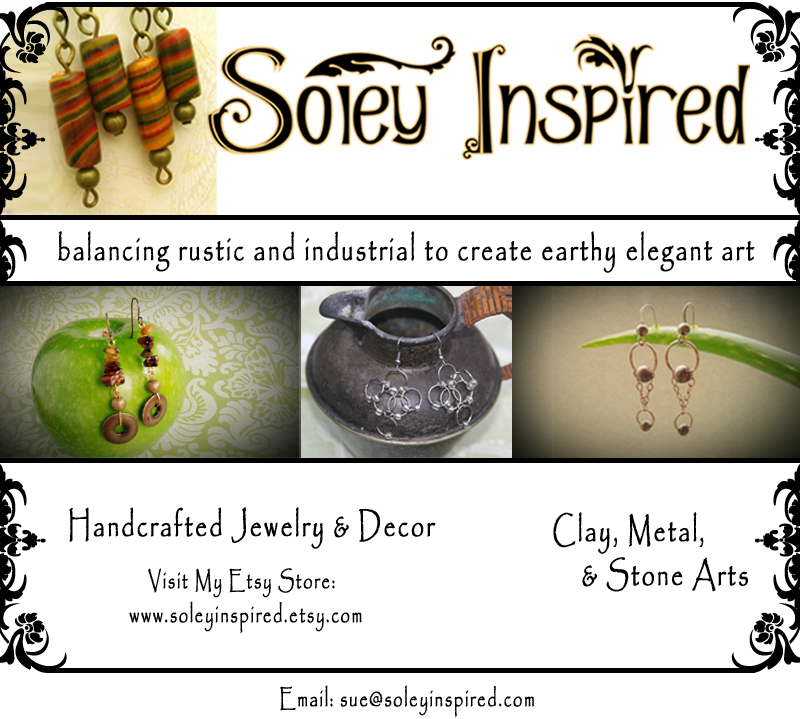 Soley Inspired
balancing rustic and industrial to create earthy elegant art
Handcrafted Jewelry & Decor
Visit My Etsy Store:
www.soleyinspired.etsy.com
Clay, Metal,
& Stone Arts
Email: sue@soleyinspired.com